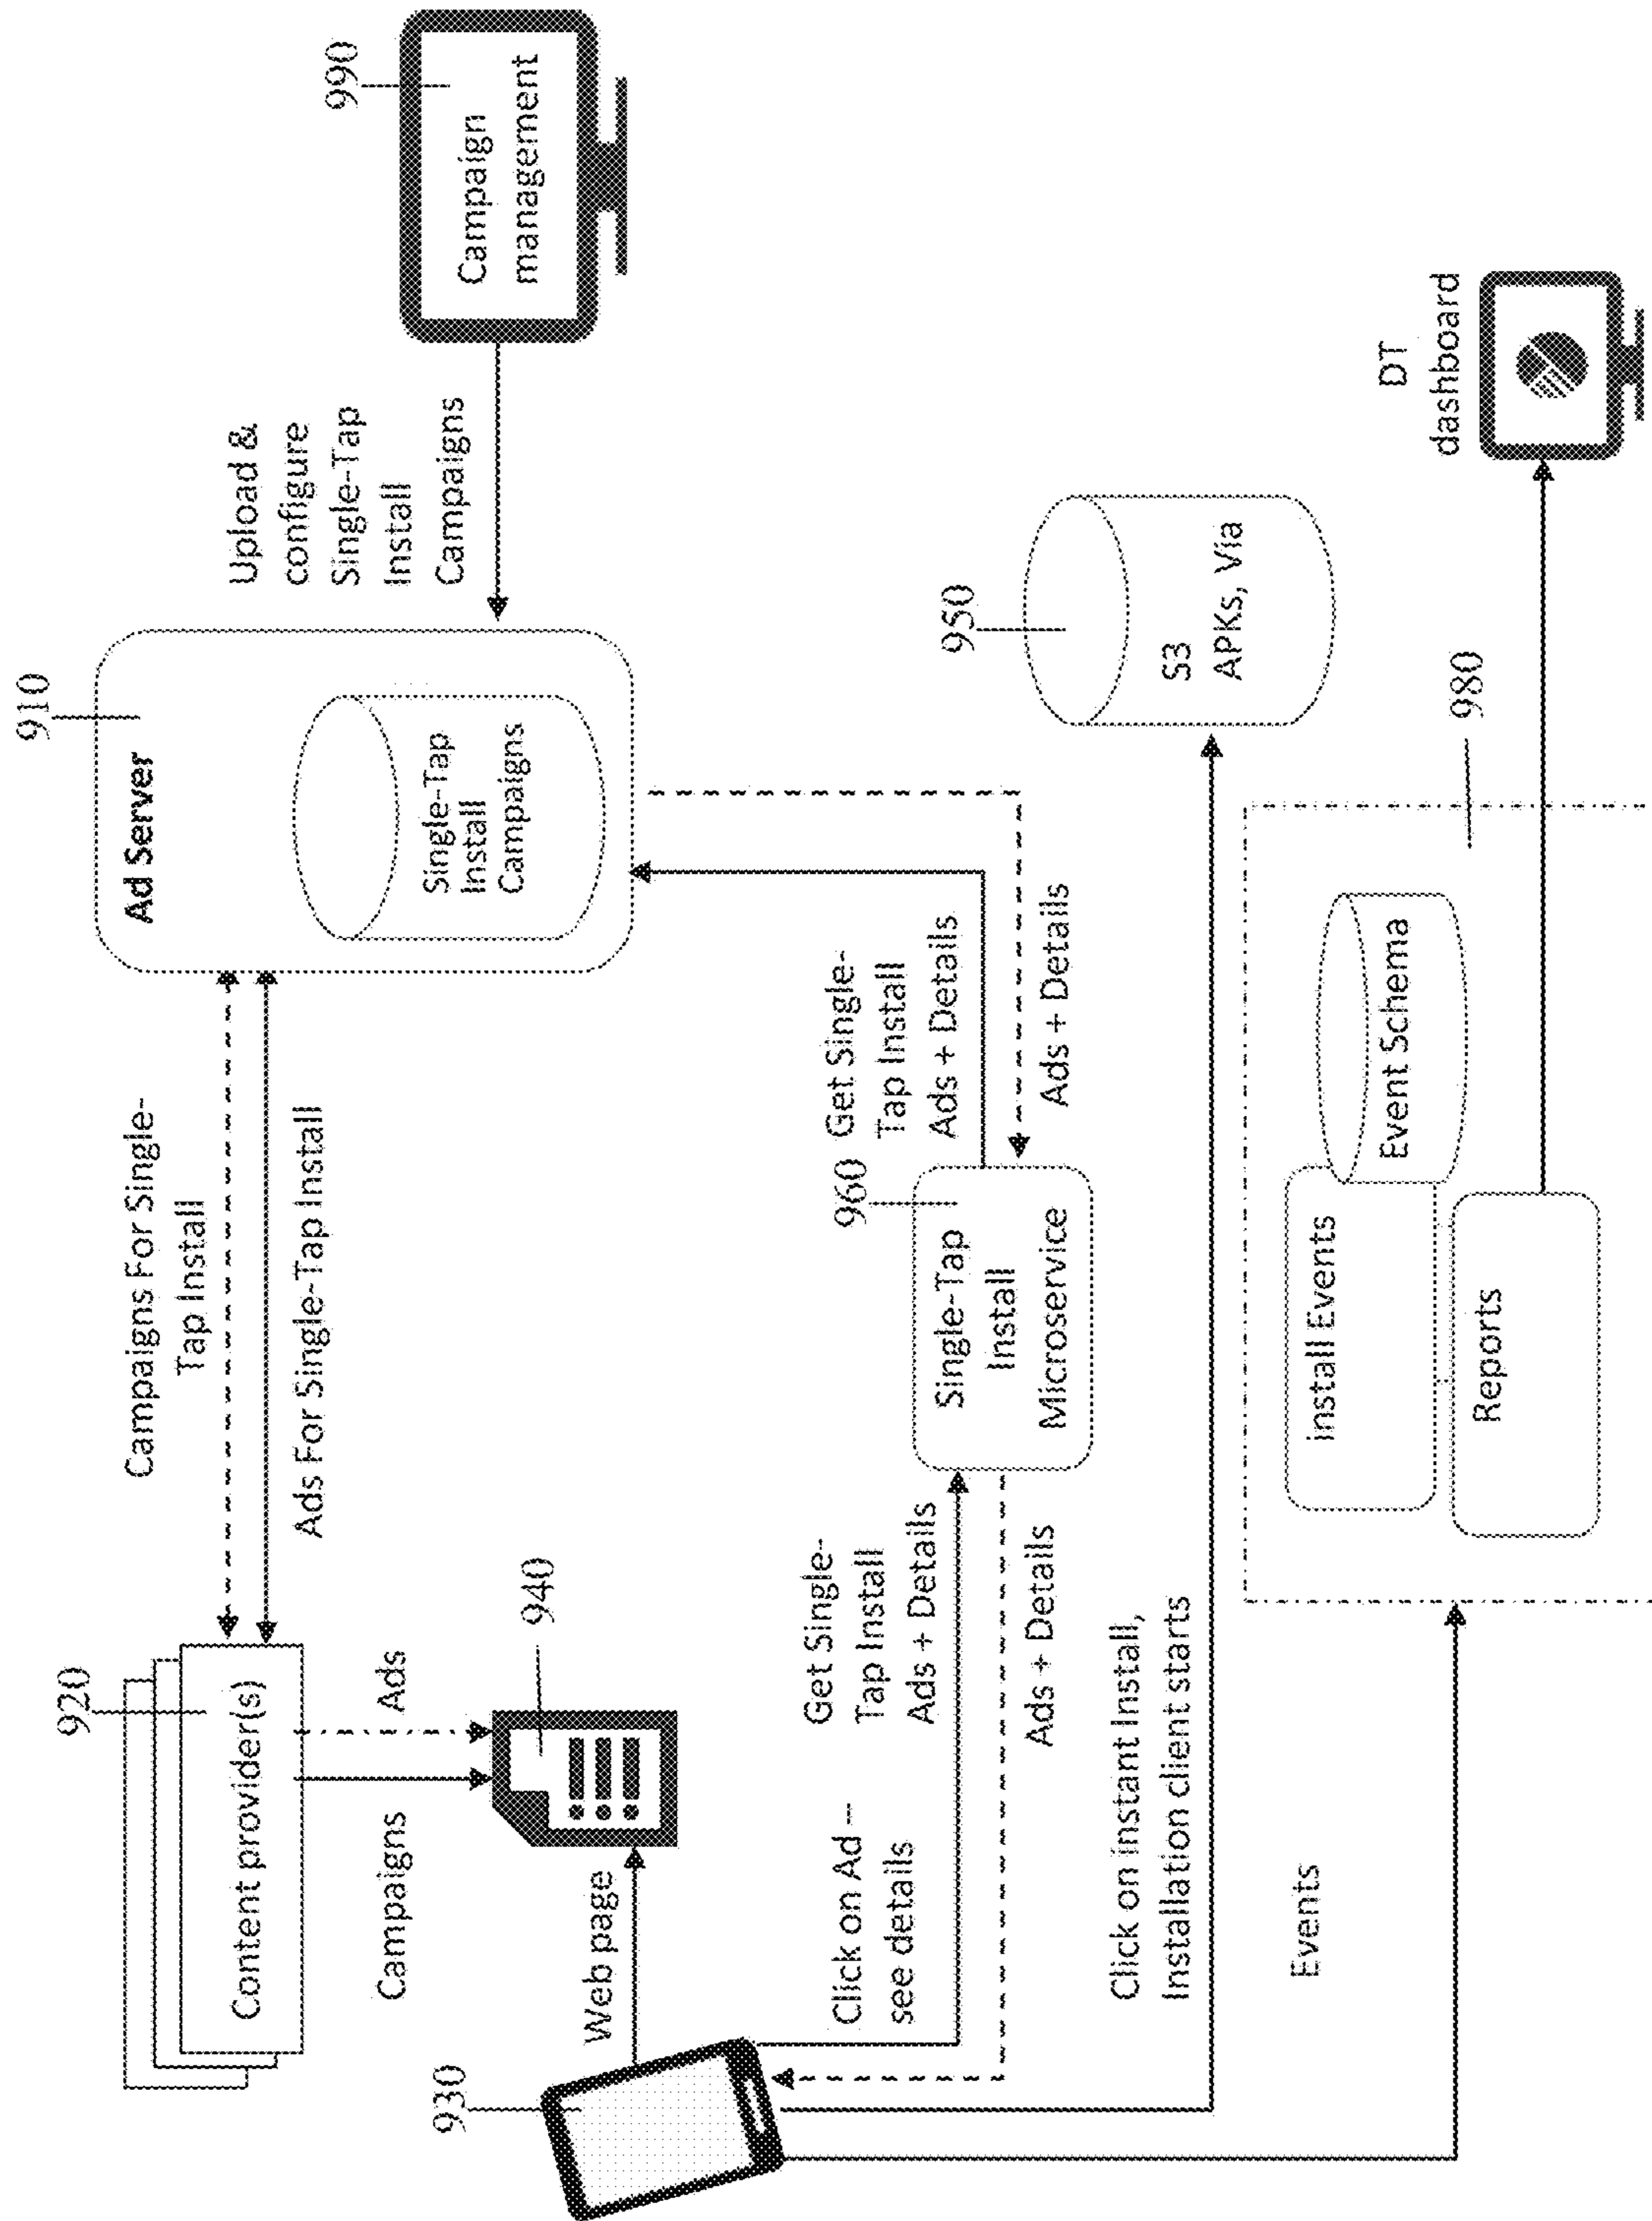 920
Content provider(s)
Campaigns For Single-
Tap Install
Ads For Single-Tap Install
910
Ad Server
Single-Tap
Install
Campaigns
Upload &
configure
Single-Tap
Install
Campaigns
990
Campaign
management
Campaigns
Ads
940
930
Web page
Click on Ad --
see details
Get Single-
Tap Install
Ads + Details
Ads + Details
960
Single-Tap
Install
Microservice
Get Single-
Tap Install
Ads + Details
Ads + Details
950
S3
APKs, Via
Click on instant Install,
Installation client starts
Events
Install Events
Event Schema
Reports
980
DT
dashboard